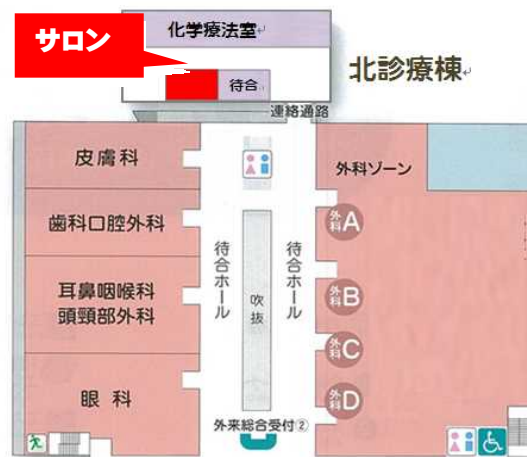 サロン
化学療法室
待合
北診療棟
連絡通路
皮膚科
外科ゾーン
歯科口腔外科
外科A
待合ホール
待合ホール
吹抜
耳鼻咽喉科
頭頸部外科
外科B
外科C
眼科
外科D
外来総合受付②